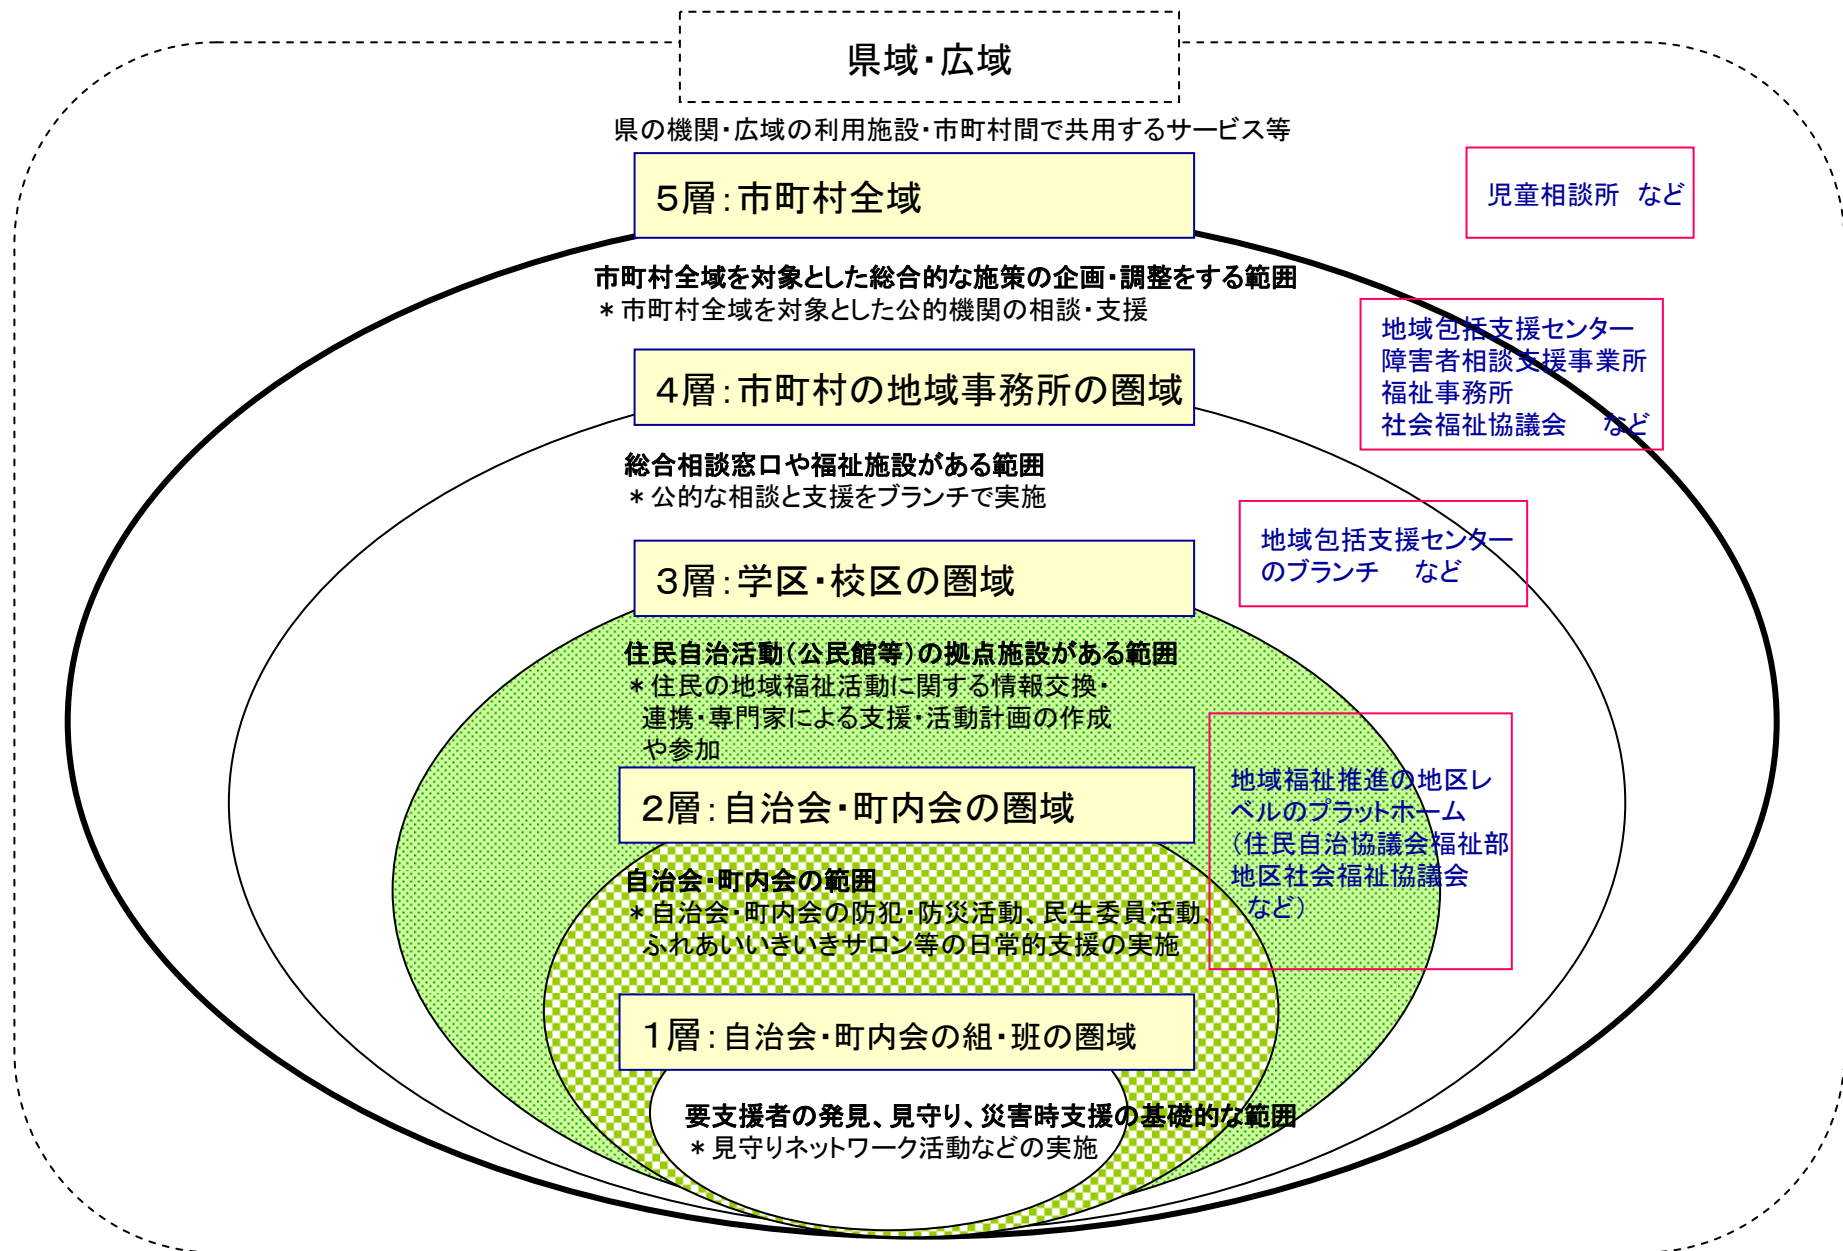 県域・広域
県の機関・広域の利用施設・市町村間で共用するサービス等
5層：市町村全域
児童相談所 など
市町村全域を対象とした総合的な施策の企画・調整をする範囲
＊市町村全域を対象とした公的機関の相談・支援
地域包括支援センター
障害者相談支援事業所
福祉事務所
社会福祉協議会 など
4層：市町村の地域事務所の圏域
総合相談窓口や福祉施設がある範囲
＊公的な相談と支援をブランチで実施
地域包括支援センター
のブランチ など
3層：学区・校区の圏域
住民自治活動（公民館等）の拠点施設がある範囲
＊住民の地域福祉活動に関する情報交換・
連携・専門家による支援・活動計画の作成
や参加
地域福祉推進の地区レ
ベルのプラットホーム
（住民自治協議会福祉部
地区社会福祉協議会
など）
2層：自治会・町内会の圏域
自治会・町内会の範囲
＊自治会・町内会の防犯・防災活動、民生委員活動、
ふれあいいきいきサロン等の日常的支援の実施
1層：自治会・町内会の組・班の圏域
要支援者の発見、見守り、災害時支援の基礎的な範囲
＊見守りネットワーク活動などの実施